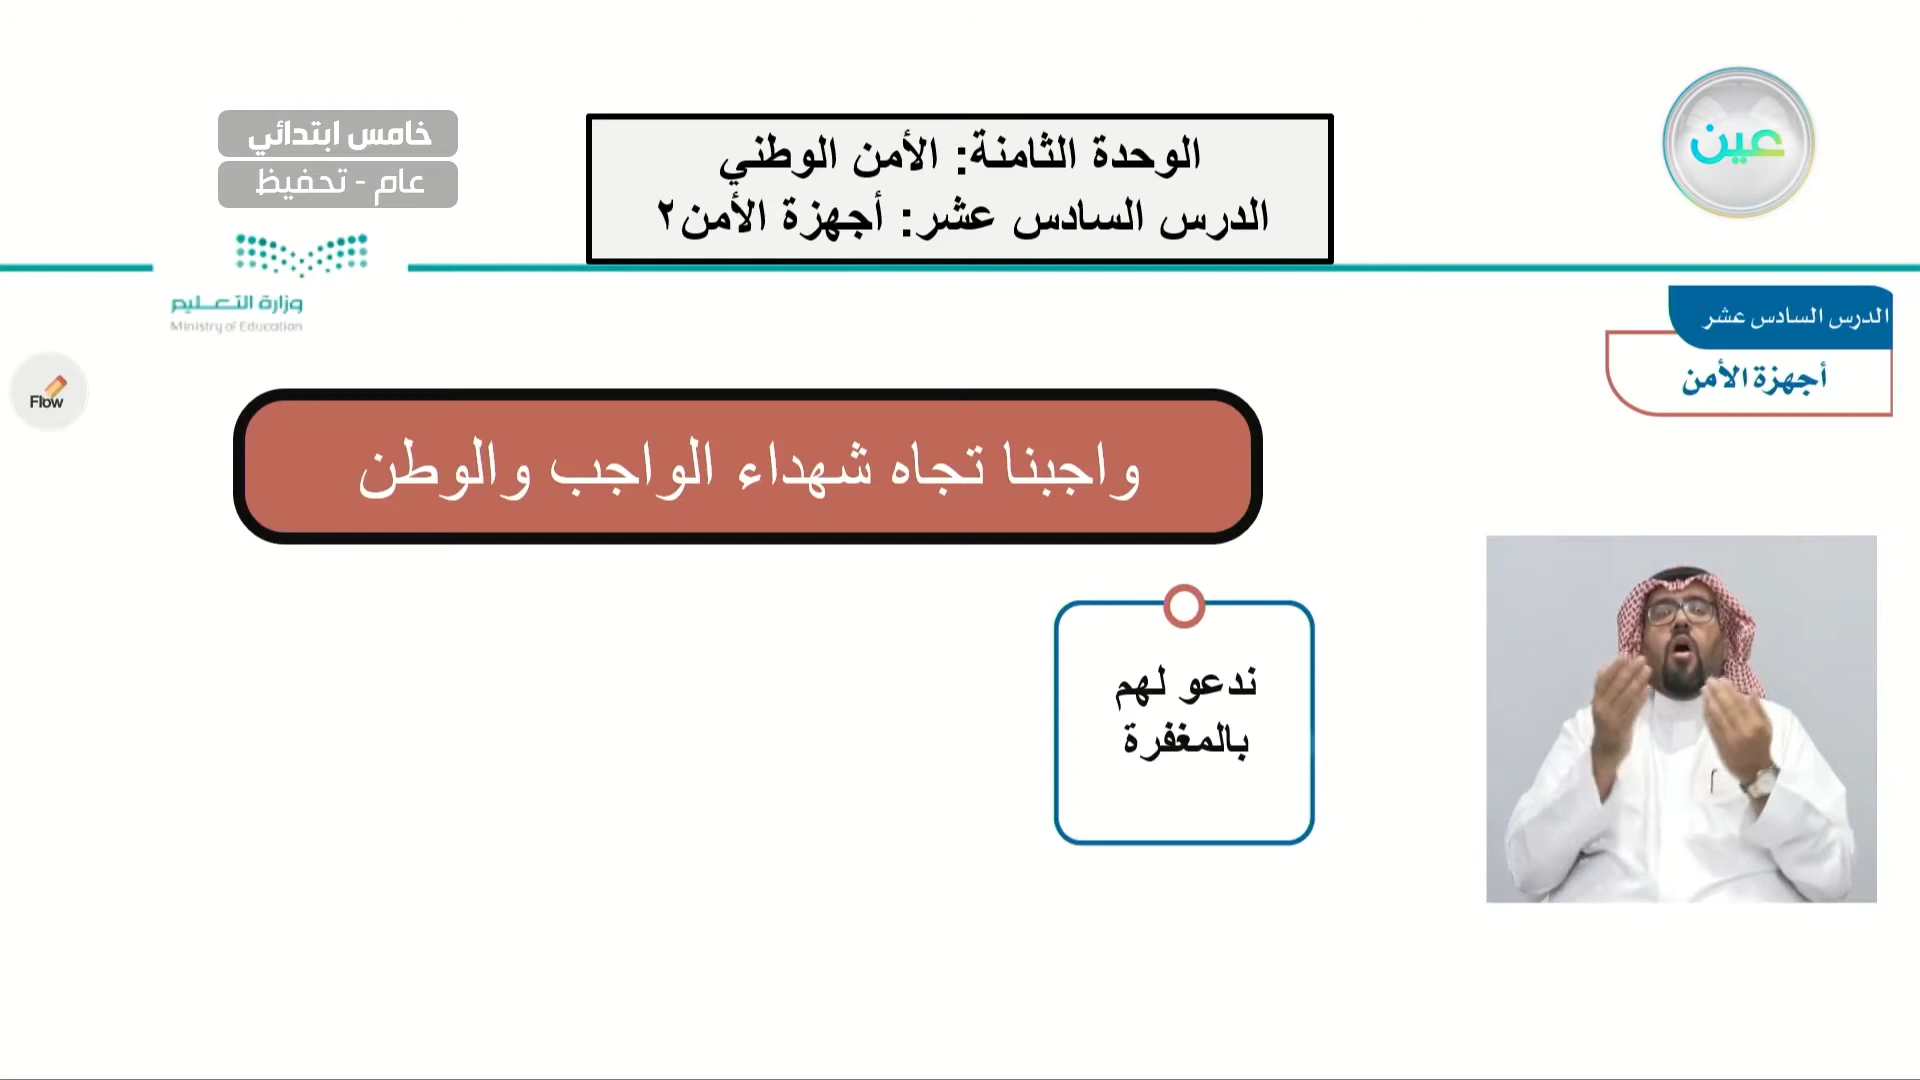 خامس ابتدائي
عام - تحفيظ
الوحدة الثامنة: الأمن الوطني
الدرس السادس عشر: أجهزة الأمن٢
عين
وزارة التعليم
Ministry of Education
الدرس السادس عشر
أجهزة الأمن
Flow
واجبنا تجاه شهداء الواجب والوطن
ندعو لهم
بالمغفرة